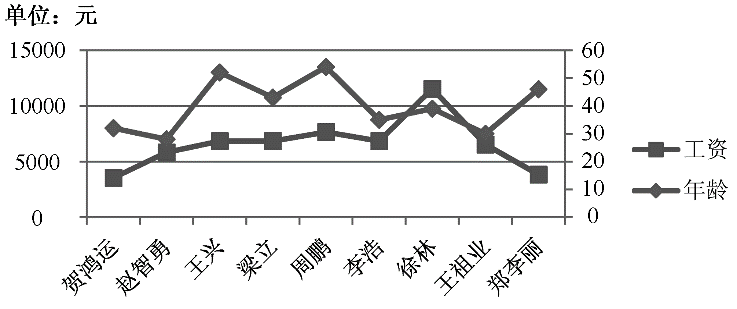 单位：元
15000
10000
5000
0
60
50
40
30
20
10
0
工资
年龄
贺鸿运
赵智勇
王兴
梁立
周鹏
李浩
徐林
王祖业
郑李丽